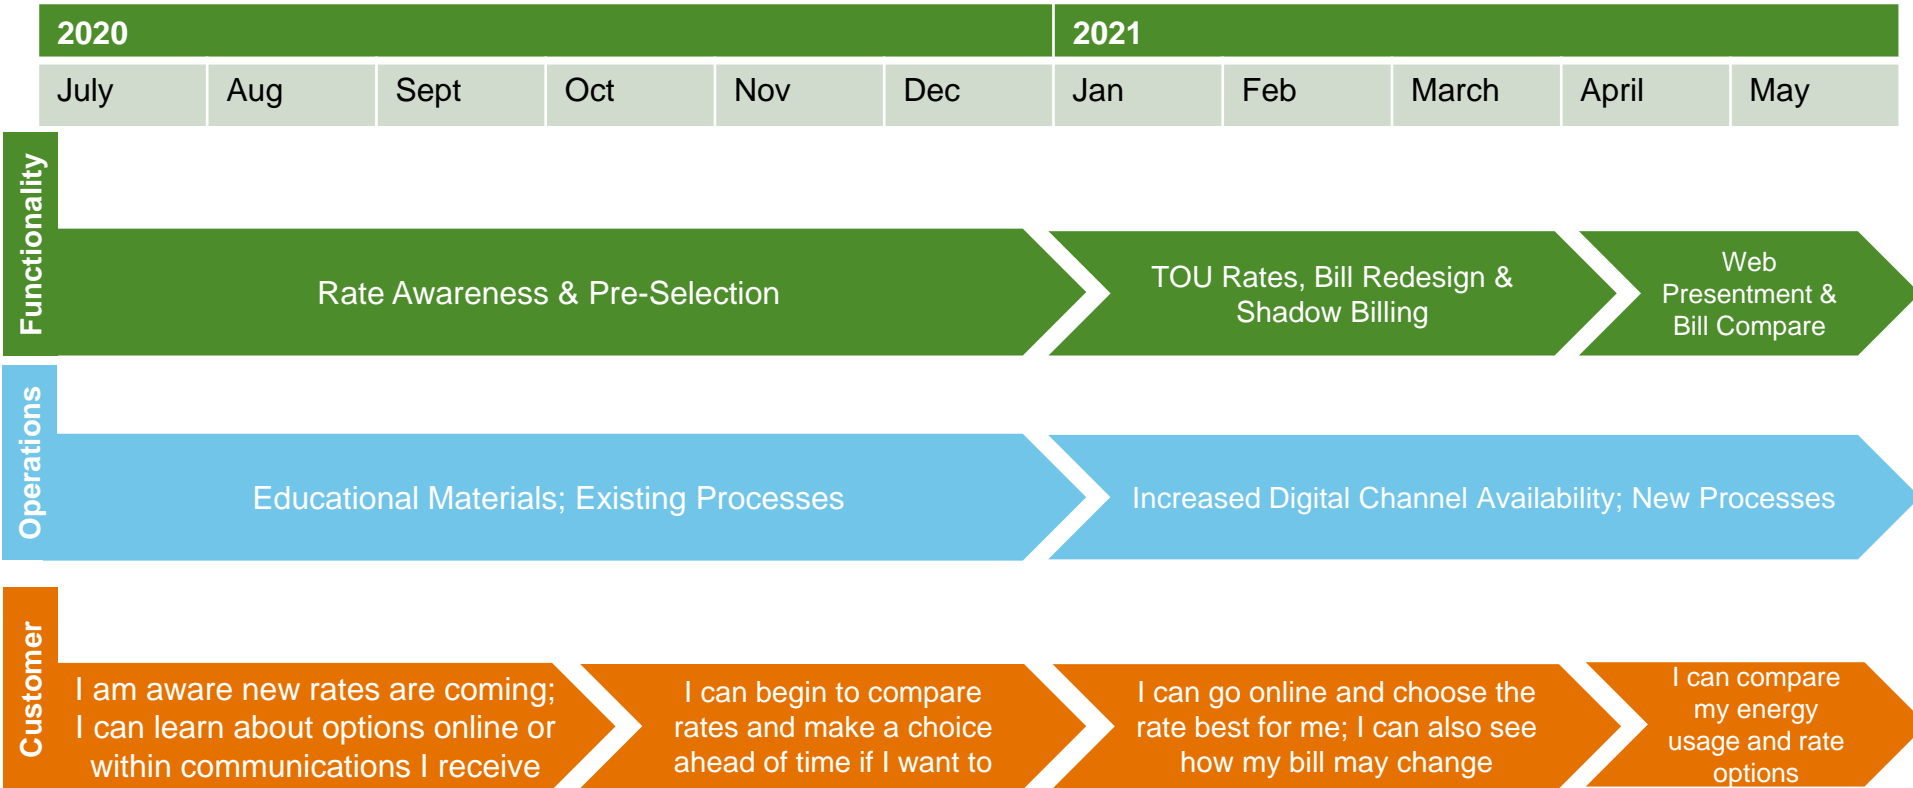 2020
2021
July
Aug
Sept
Oct
Nov
Dec
Jan
Feb
March
April
May
Functionality
Rate Awareness & Pre-Selection
TOU Rates, Bill Redesign &
Shadow Billing
Web
Presentment &
Bill Compare
Operations
Educational Materials; Existing Processes
Increased Digital Channel Availability; New Processes
Customer
I am aware new rates are coming;
I can learn about options online or
within communications I receive
I can begin to compare
rates and make a choice
ahead of time if I want to
I can go online and choose the
rate best for me; I can also see
how my bill may change
I can compare
my energy
usage and rate
options